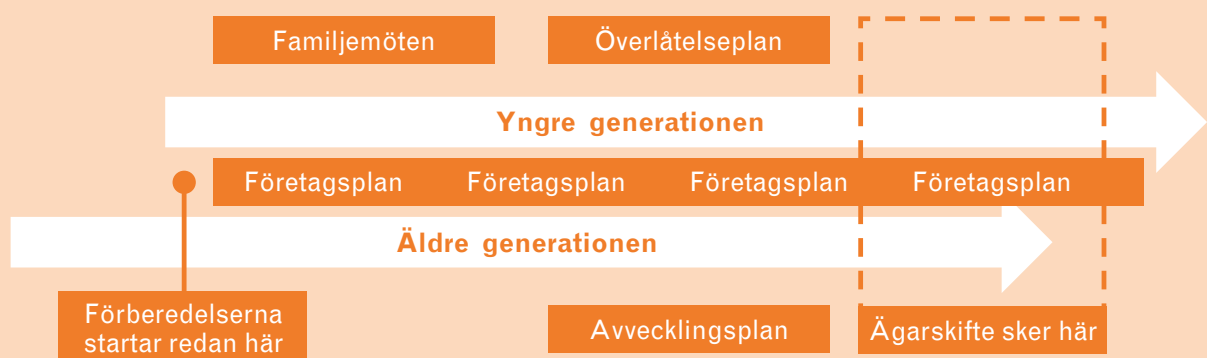 Familjemöten
Överlåtelseplan
Yngre generationen
Företagsplan Företagsplan Företagsplan Företagsplan
Äldre generationen
Förberedelserna
startar redan här
Avvecklingsplan
Ägarskifte sker här